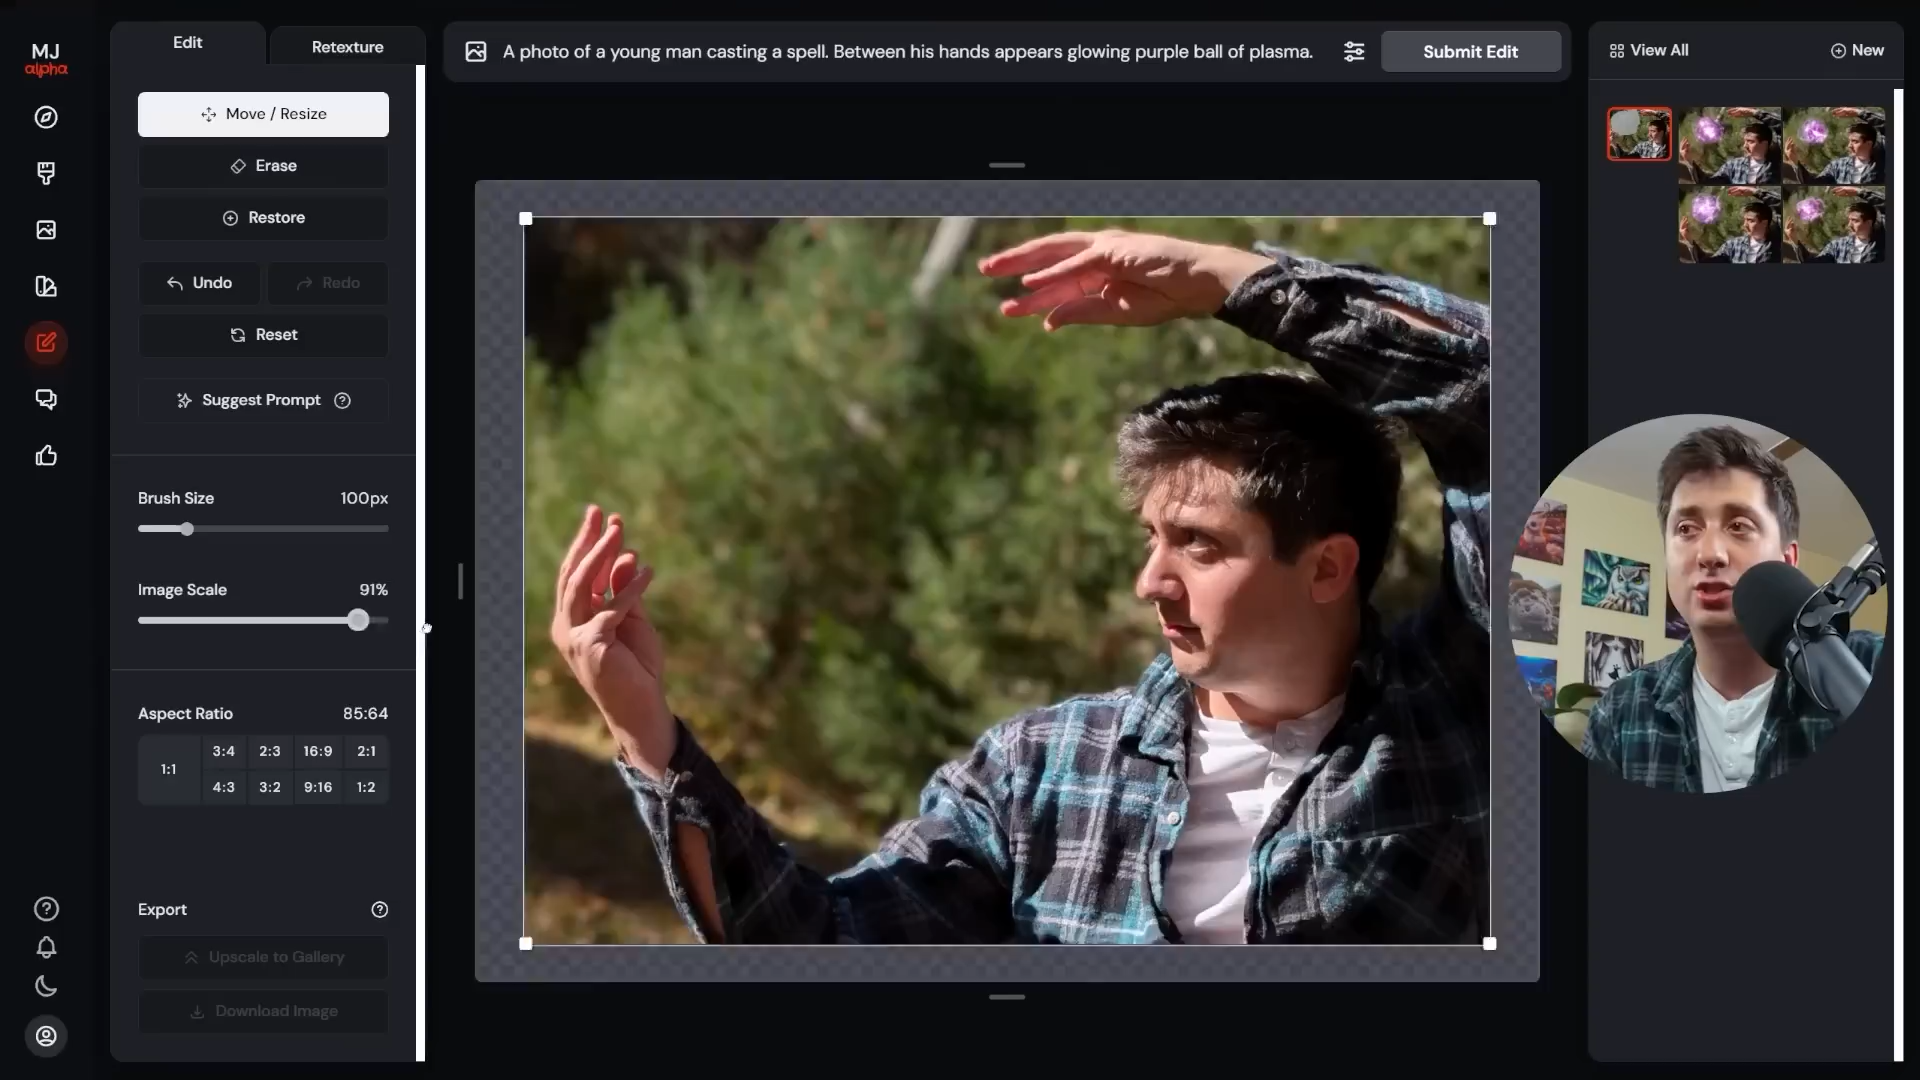 MJ
alpha
Edit
Retexture
Move / Resize
Erase
Restore
Undo
Redo
Reset
Suggest Prompt
Brush Size
100px
Image Scale
91%
Aspect Ratio
85:64
1:1
3:4
2:3
16:9
2:1
4:3
3:2
9:16
1:2
Export
Upscale to Gallery
Download Image
A photo of a young man casting a spell. Between his hands appears glowing purple ball of plasma.
Submit Edit
View All
New